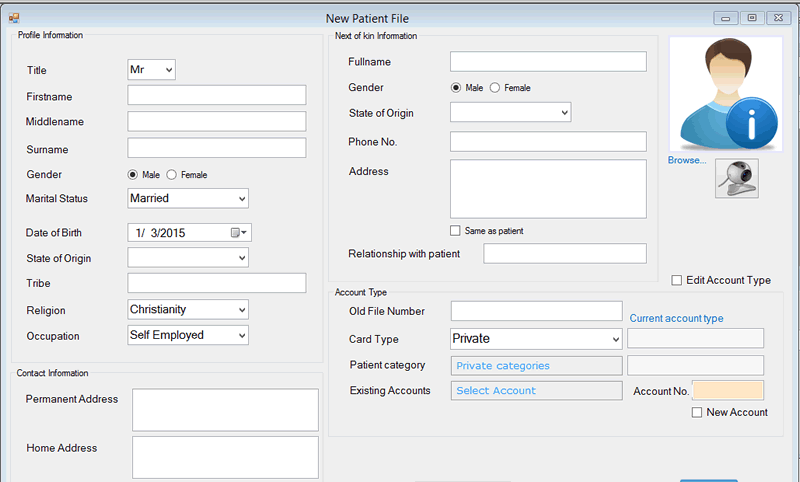 New Patient File
Profile Information
Title
Mr
Firstname
Middlename
Surname
Gender
Male
Female
Marital Status
Married
Date of Birth
1/ 3/2015
State of Origin
Tribe
Religion
Christianity
Occupation
Self Employed
Contact Information
Permanent Address
Home Address
Next of kin Information
Fullname
Gender
Male
Female
State of Origin
Phone No.
Address
Same as patient
Relationship with patient
Browse...
Edit Account Type
Account Type
Old File Number
Current account type
Card Type
Private
Patient category
Private categories
Existing Accounts
Select Account
Account No.
New Account